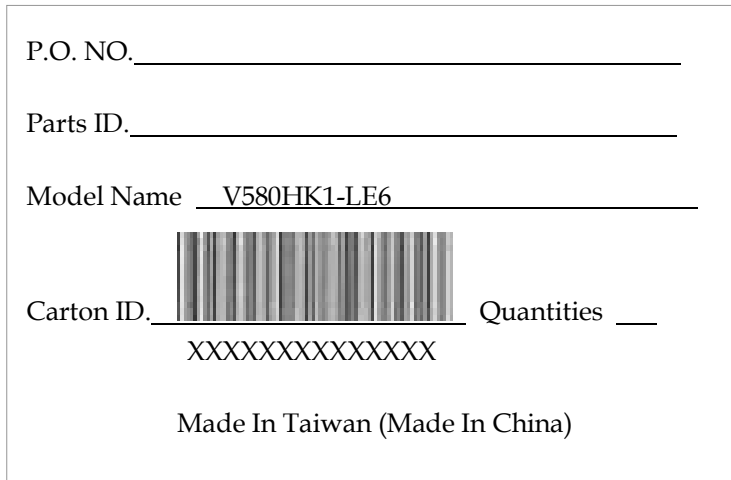 P.O. NO.
Parts ID.
Model Name V580HK1-LE6
Carton ID. Quantities
XXXXXXXXXXXXXX
Made In Taiwan (Made In China)